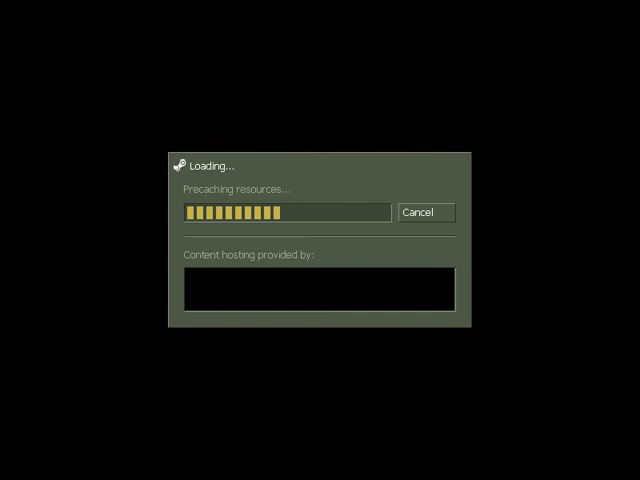 Loading...
Precaching resources...
Cancel
Content hosting provided by: